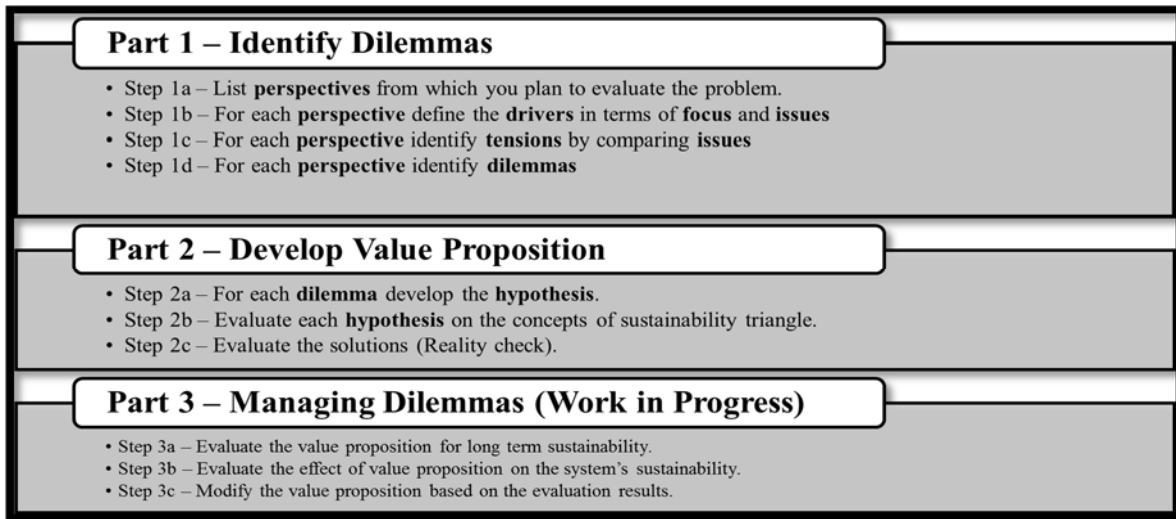 Part 1 – Identify Dilemmas
• Step 1a – List perspectives from which you plan to evaluate the problem.
• Step 1b – For each perspective define the drivers in terms of focus and issues
• Step 1c – For each perspective identify tensions by comparing issues
• Step 1d – For each perspective identify dilemmas
Part 2 – Develop Value Proposition
• Step 2a – For each dilemma develop the hypothesis.
• Step 2b – Evaluate each hypothesis on the concepts of sustainability triangle.
• Step 2c – Evaluate the solutions (Reality check).
Part 3 – Managing Dilemmas (Work in Progress)
• Step 3a – Evaluate the value proposition for long term sustainability.
• Step 3b – Evaluate the effect of value proposition on the system's sustainability.
• Step 3c – Modify the value proposition based on the evaluation results.